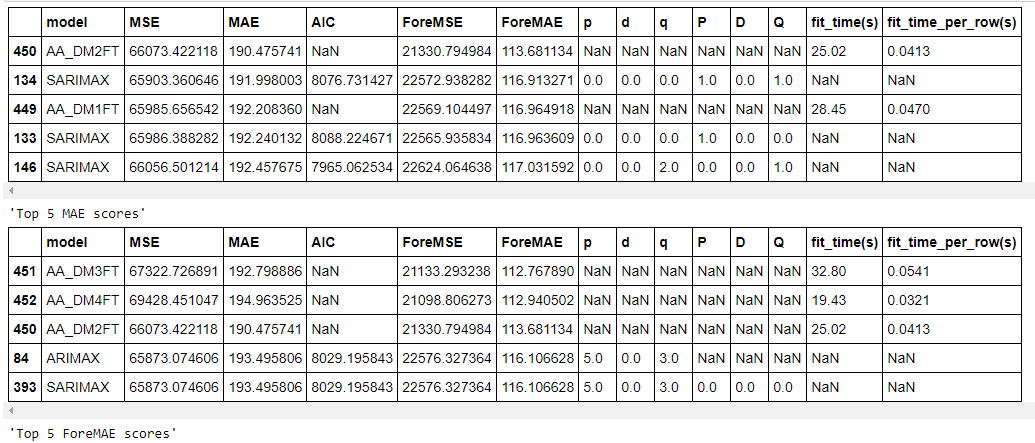 model MSE MAE AIC ForeMSE ForeMAE p d q P D Q fit_time(s) fit_time_per_row(s)
450 AA_DM2FT 66073.422118 190.475741 NaN 21330.794984 113.681134 NaN NaN NaN NaN NaN NaN 25.02 0.0413
134 SARIMAX 65903.360646 191.998003 8076.731427 22572.938282 116.913271 0.0 0.0 0.0 1.0 0.0 1.0 NaN NaN
449 AA_DM1FT 65985.656542 192.208360 NaN 22569.104497 116.964918 NaN NaN NaN NaN NaN NaN 28.45 0.0470
133 SARIMAX 65986.388282 192.240132 8088.224671 22565.935834 116.963609 0.0 0.0 0.0 1.0 0.0 0.0 NaN NaN
146 SARIMAX 66056.501214 192.457675 7965.062534 22624.064638 117.031592 0.0 0.0 2.0 0.0 0.0 1.0 NaN NaN
'Top 5 MAE scores'
model MSE MAE AIC ForeMSE ForeMAE p d q P D Q fit_time(s) fit_time_per_row(s)
451 AA_DM3FT 67322.726891 192.798886 NaN 21133.293238 112.767890 NaN NaN NaN NaN NaN NaN 32.80 0.0541
452 AA_DM4FT 69428.451047 194.963525 NaN 21098.806273 112.940502 NaN NaN NaN NaN NaN NaN 19.43 0.0321
450 AA_DM2FT 66073.422118 190.475741 NaN 21330.794984 113.681134 NaN NaN NaN NaN NaN NaN 25.02 0.0413
84 ARIMAX 65873.074606 193.495806 8029.195843 22576.327364 116.106628 5.0 0.0 3.0 NaN NaN NaN NaN NaN
393 SARIMAX 65873.074606 193.495806 8029.195843 22576.327364 116.106628 5.0 0.0 3.0 0.0 0.0 0.0 NaN NaN
'Top 5 ForeMAE scores'